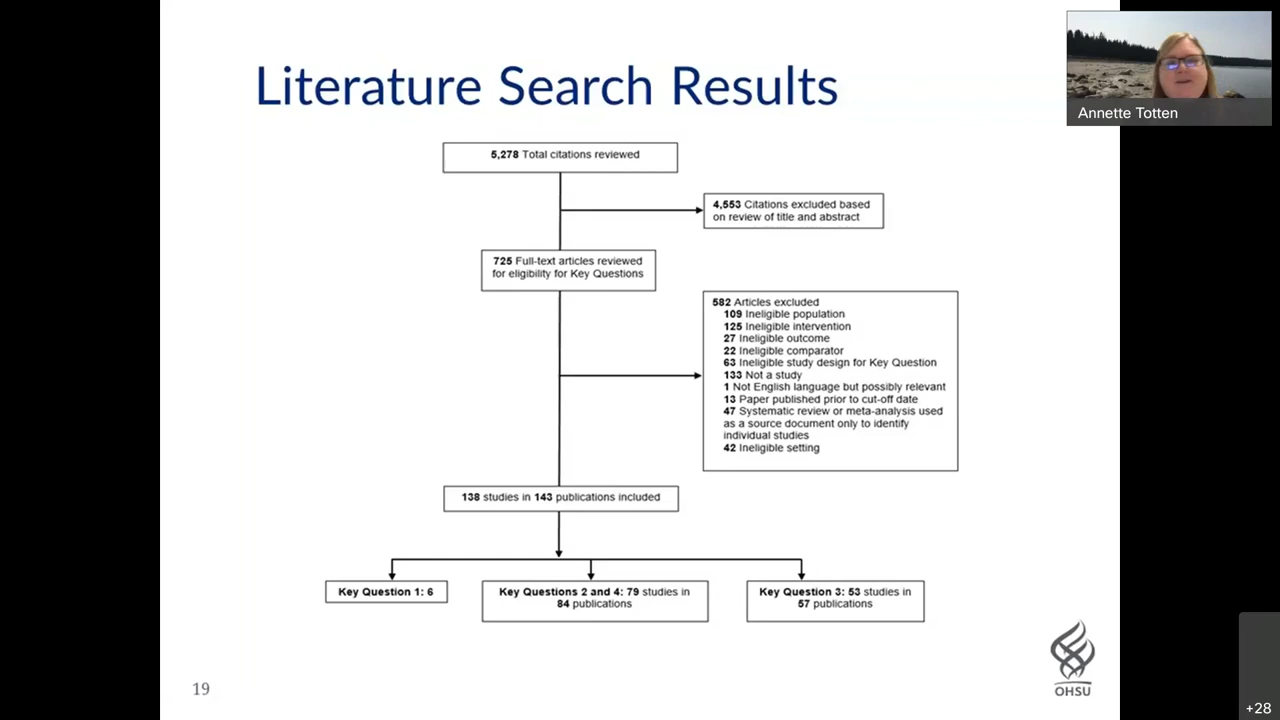 Literature Search Results
Annette Totten
5,278 Total citations reviewed
4,553 Citations excluded based
on review of title and abstract
725 Full-text articles reviewed
for eligibility for Key Questions
582 Articles excluded
109 Ineligible population
125 Ineligible intervention
27 Ineligible outcome
22 Ineligible comparator
63 Ineligible study design for Key Question
133 Not a study
1 Not English language but possibly relevant
13 Paper published prior to cut-off date
47 Systematic review or meta-analysis used
as a source document only to identify
individual studies
42 Ineligible setting
138 studies in 143 publications included
Key Question 1: 6
Key Questions 2 and 4: 79 studies in
84 publications
Key Question 3: 53 studies in
57 publications
19
OHSU
+28